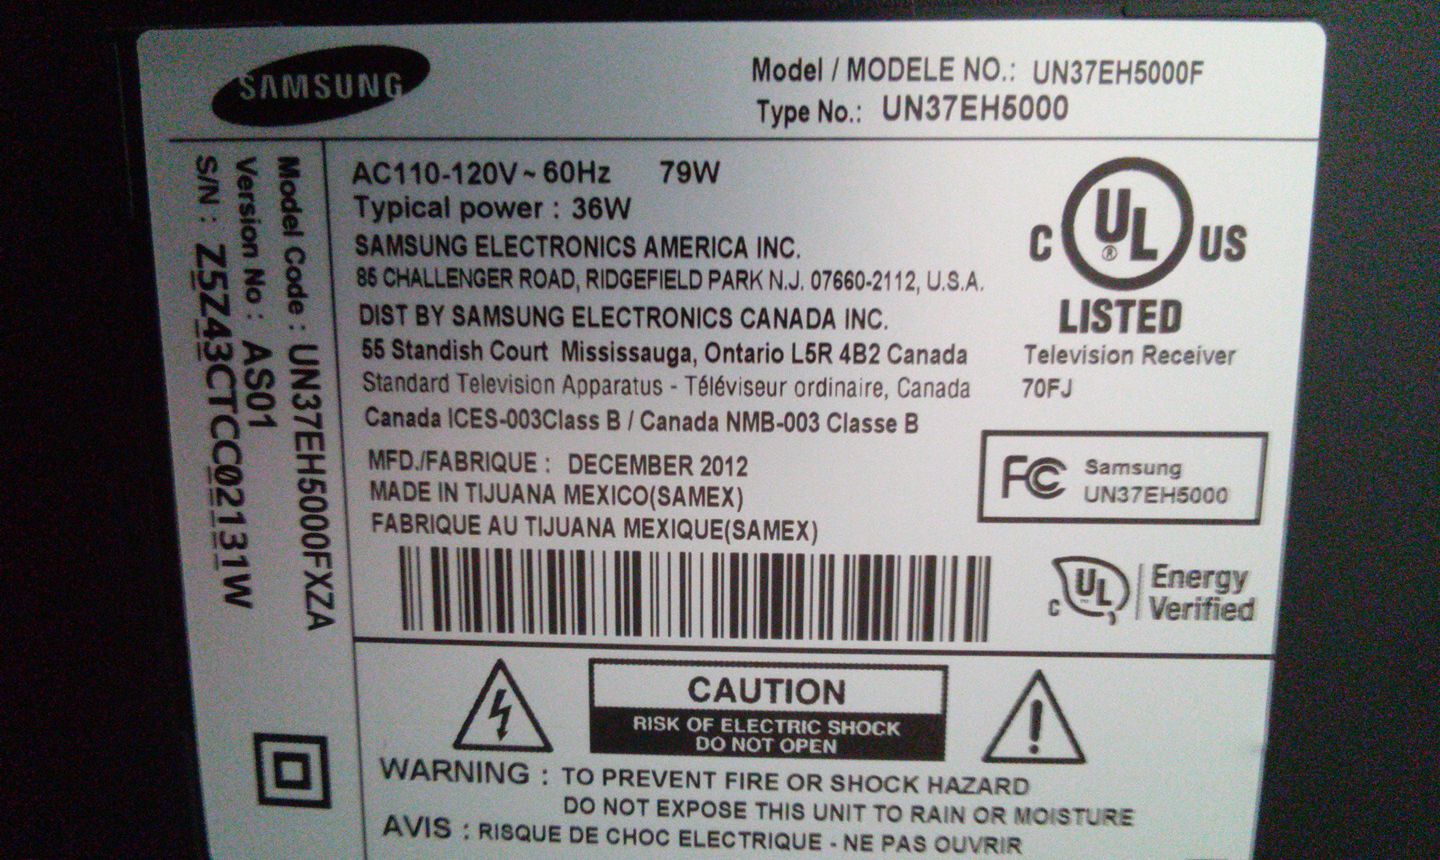 SAMSUNG
Model / MODELE NO.: UN37EH5000F
Type No.: UN37EH5000
Model Code : UN37EH5000FXZA
Version No : AS01
S/N : Z5Z43CTCC02131W
AC110-120V~60Hz 79W
Typical power : 36W
SAMSUNG ELECTRONICS AMERICA INC.
85 CHALLENGER ROAD, RIDGEFIELD PARK N.J. 07660-2112, U.S.A.
DIST BY SAMSUNG ELECTRONICS CANADA INC.
55 Standish Court Mississauga, Ontario L5R 4B2 Canada
Standard Television Apparatus - Téléviseur ordinaire, Canada
Canada ICES-003Class B / Canada NMB-003 Classe B
MFD./FABRIQUE : DECEMBER 2012
MADE IN TIJUANA MEXICO(SAMEX)
FABRIQUE AU TIJUANA MEXIQUE(SAMEX)
C UL® US
LISTED
Television Receiver
70FJ
FC Samsung
UN37EH5000
C UL Energy
Verified
CAUTION
RISK OF ELECTRIC SHOCK
DO NOT OPEN
WARNING : TO PREVENT FIRE OR SHOCK HAZARD
DO NOT EXPOSE THIS UNIT TO RAIN OR MOISTURE
AVIS : RISQUE DE CHOC ELECTRIQUE - NE PAS OUVRIR